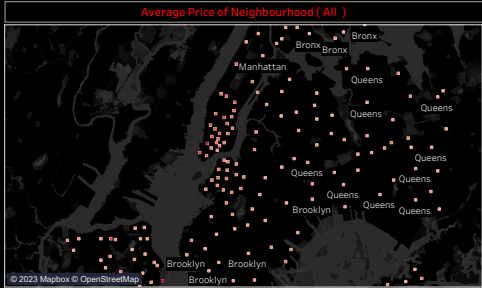 Average Price of Neighbourhood ( All )
Bronx
Bronx
Bronx
Manhattan
Queens
Queens
Queens
Queens
Queens
Queens
Queens
Queens
Queens
Brooklyn
Brooklyn
Brooklyn
Brooklyn
© 2023 Mapbox © OpenStreetMap